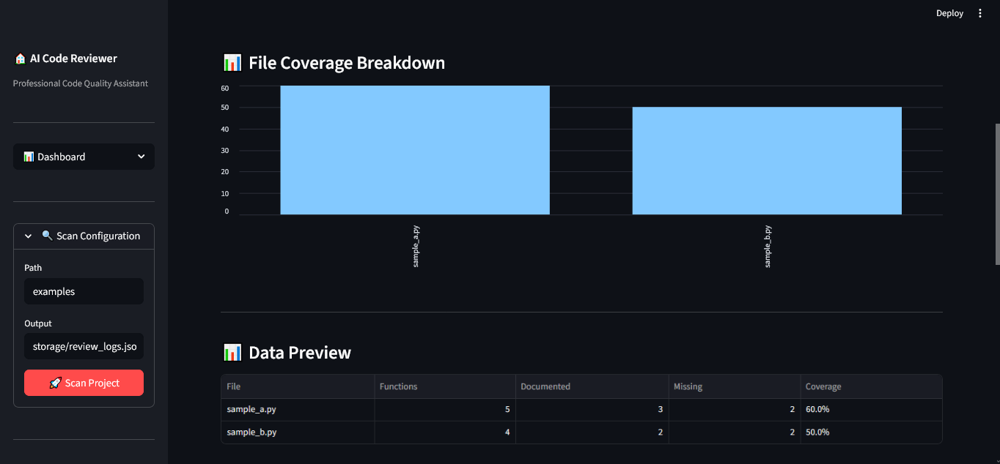 Deploy
AI Code Reviewer
Professional Code Quality Assistant
Dashboard
Scan Configuration
Path
examples
Output
storage/review_logs.jso
Scan Project
File Coverage Breakdown
60
50
40
30
20
10
0
sample_a.py
sample_b.py
Data Preview
File Functions Documented Missing Coverage
sample_a.py 5 3 2 60.0%
sample_b.py 4 2 2 50.0%